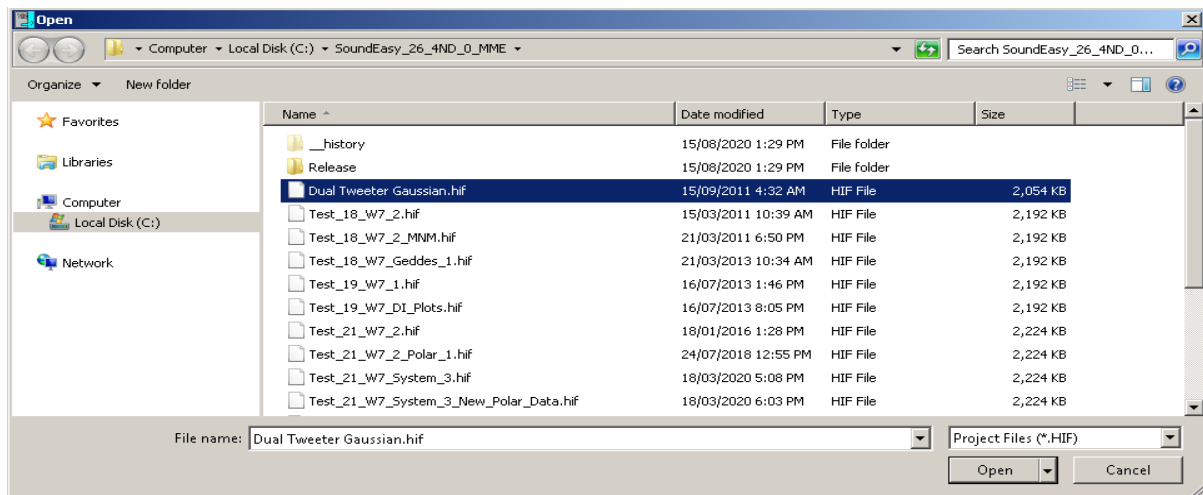 Open
Computer Local Disk (C:) SoundEasy_26_4ND_0_MME Search SoundEasy_26_4ND_0...
Organize New folder
Favorites
Libraries
Computer
Local Disk (C:)
Network
Name Date modified Type Size
__history 15/08/2020 1:29 PM File folder
Release 15/08/2020 1:29 PM File folder
Dual Tweeter Gaussian.hif 15/09/2011 4:32 AM HIF File 2,054 KB
Test_18_W7_2.hif 15/03/2011 10:39 AM HIF File 2,192 KB
Test_18_W7_2_MNM.hif 21/03/2011 6:50 PM HIF File 2,192 KB
Test_18_W7_Geddes_1.hif 21/03/2013 10:34 AM HIF File 2,192 KB
Test_19_W7_1.hif 16/07/2013 1:46 PM HIF File 2,192 KB
Test_19_W7_DI_Plots.hif 16/07/2013 8:05 PM HIF File 2,192 KB
Test_21_W7_2.hif 18/01/2016 1:28 PM HIF File 2,224 KB
Test_21_W7_2_Polar_1.hif 24/07/2018 12:55 PM HIF File 2,224 KB
Test_21_W7_System_3.hif 18/03/2020 5:08 PM HIF File 2,224 KB
Test_21_W7_System_3_New_Polar_Data.hif 18/03/2020 6:03 PM HIF File 2,224 KB
File name: Dual Tweeter Gaussian.hif Project Files (*.HIF)
Open Cancel